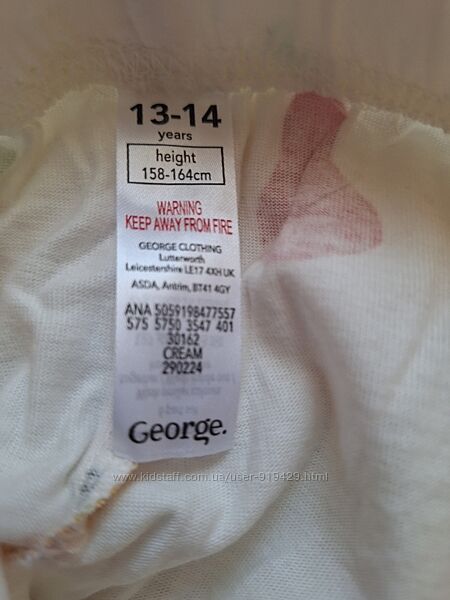 13-14
years
height
158-164cm
WARNING
KEEP AWAY FROM FIRE
GEORGE CLOTHING
Lutterworth
Leicestershire LE17 4XH UK
ASDA, Antrim, BT41 4GY
ANA 5059198477557
575 5750 3547 401
30162
CREAM
290224
George.
www.kidstaff.com.ua/user-919429.html